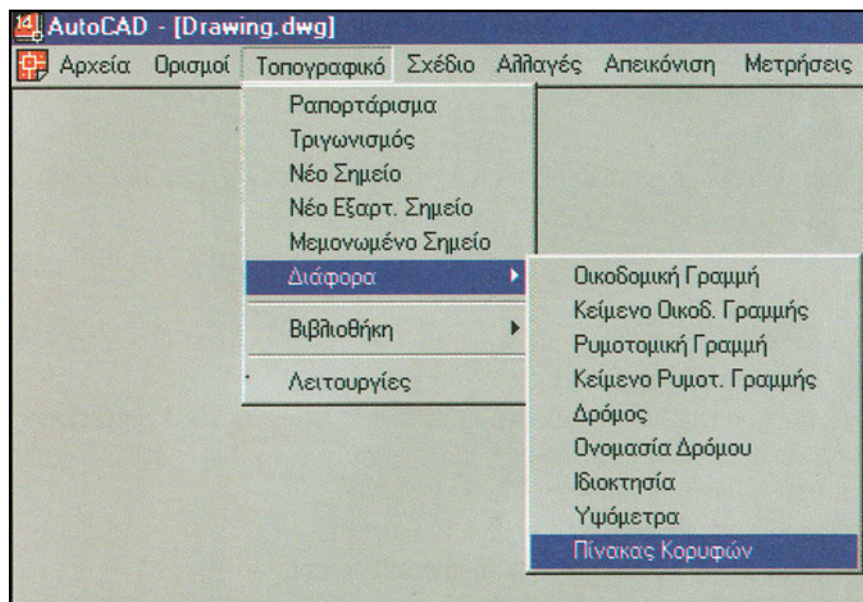 14 AutoCAD - [Drawing.dwg]
Αρχεία Ορισμοί Τοπογραφικό Σχέδιο Αλλαγές Απεικόνιση Μετρήσεις
Ραπορτάρισμα
Τριγωνισμός
Νέο Σημείο
Νέο Εξαρτ. Σημείο
Μεμονωμένο Σημείο
Διάφορα
Βιβλιοθήκη
Λειτουργίες
Οικοδομική Γραμμή
Κείμενο Οικοδ. Γραμμής
Ρυμοτομική Γραμμή
Κείμενο Ρυμοτ. Γραμμής
Δρόμος
Ονομασία Δρόμου
Ιδιοκτησία
Υψόμετρα
Πίνακας Κορυφών